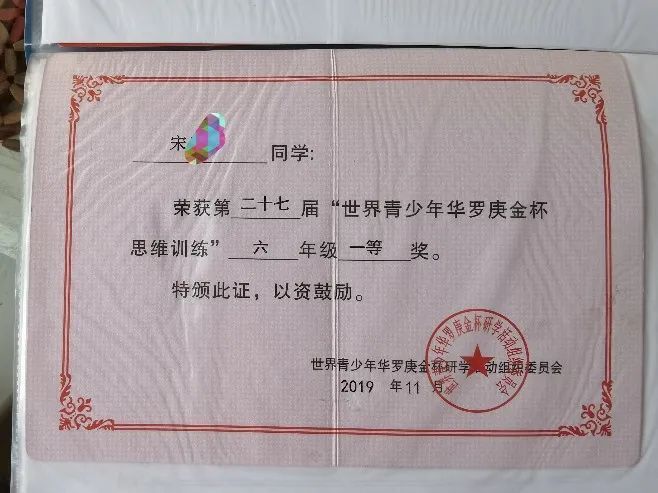 宋
同学:
荣获第二十七届“世界青少年华罗庚金杯
思维训练”六年级一等奖。
特颁此证，以资鼓励。
世界青少年华罗庚金杯研学活动组织委员会
2019 年 11 月